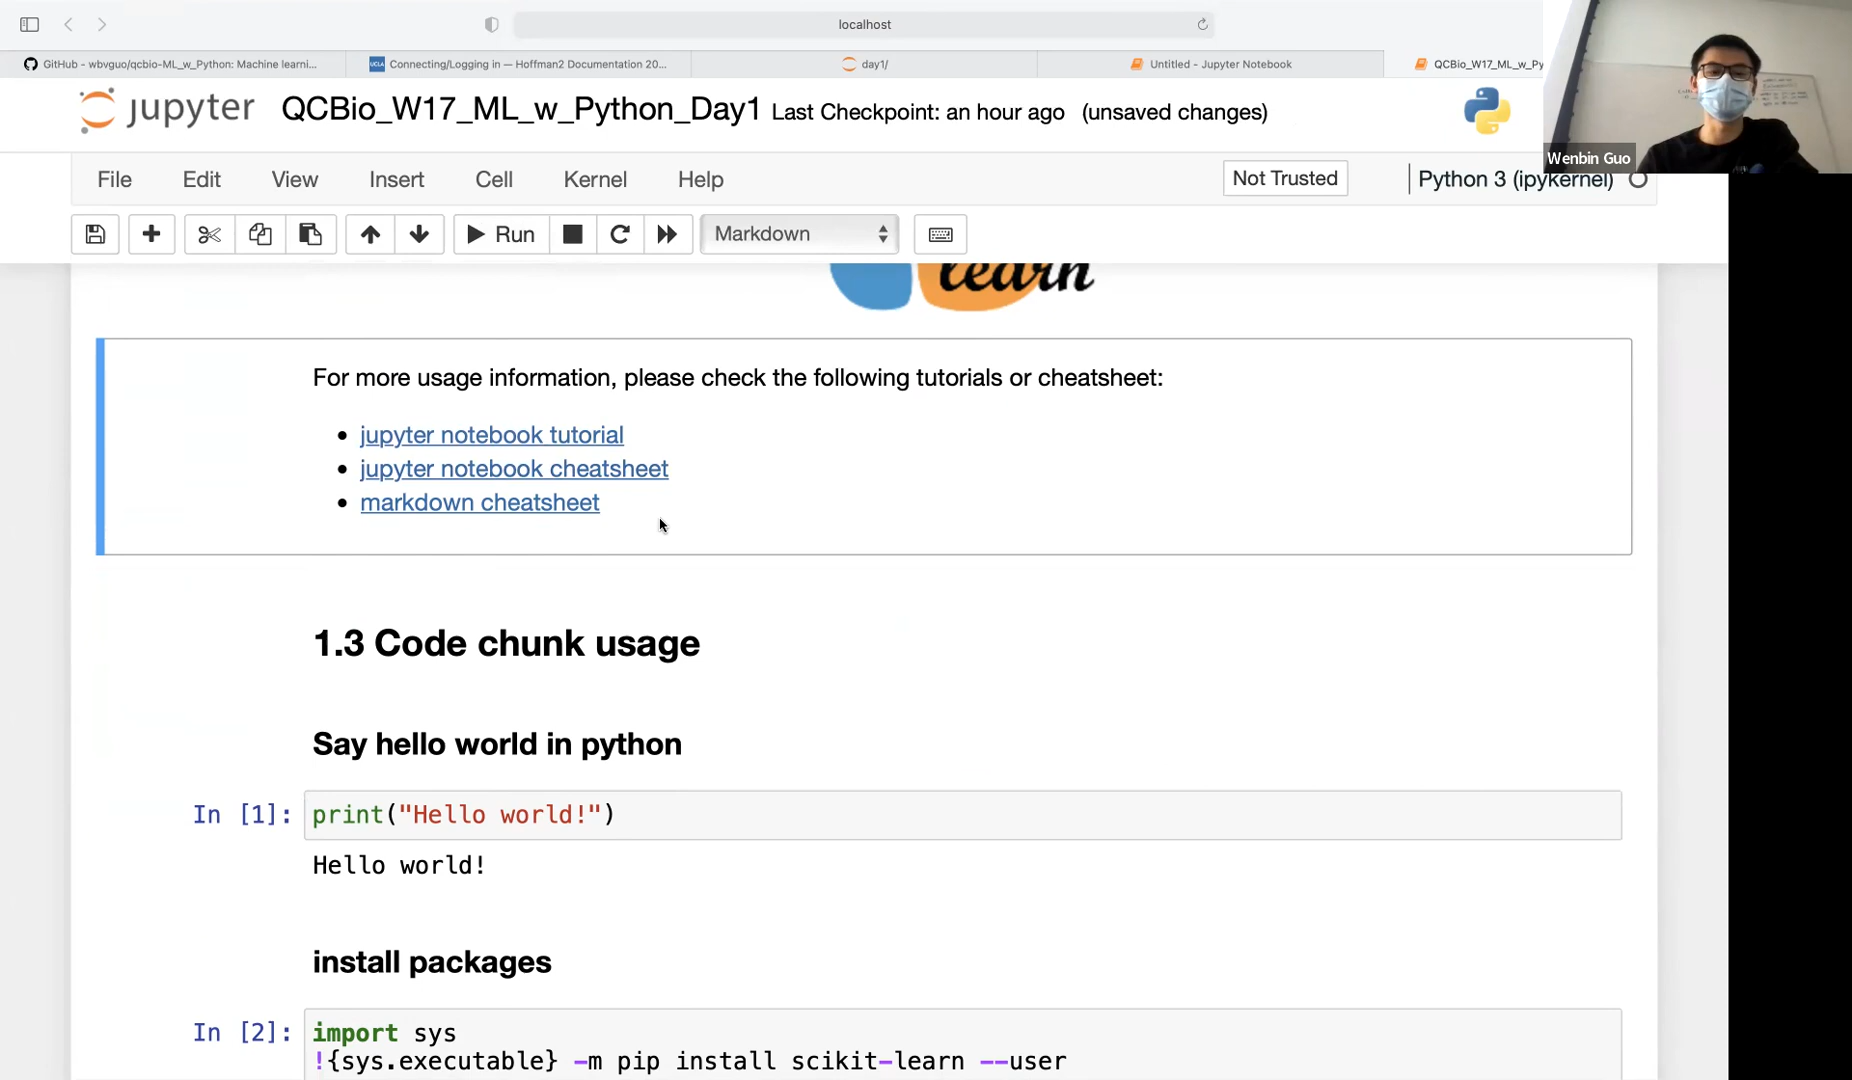 localhost
GitHub - wbvguo/qcbio-ML_w_Python: Machine learni...
UCLA Connecting/Logging in — Hoffman2 Documentation 20...
day1/
Untitled - Jupyter Notebook
QCBio_W17_ML_w_Py
jupyter QCBio_W17_ML_w_Python_Day1 Last Checkpoint: an hour ago (unsaved changes)
Wenbin Guo
File Edit View Insert Cell Kernel Help Not Trusted Python 3 (ipykernel)
Run Markdown
learn
For more usage information, please check the following tutorials or cheatsheet:
• jupyter notebook tutorial
• jupyter notebook cheatsheet
• markdown cheatsheet
1.3 Code chunk usage
Say hello world in python
In [1]: print("Hello world!")
Hello world!
install packages
In [2]: import sys
!{sys.executable} -m pip install scikit-learn --user